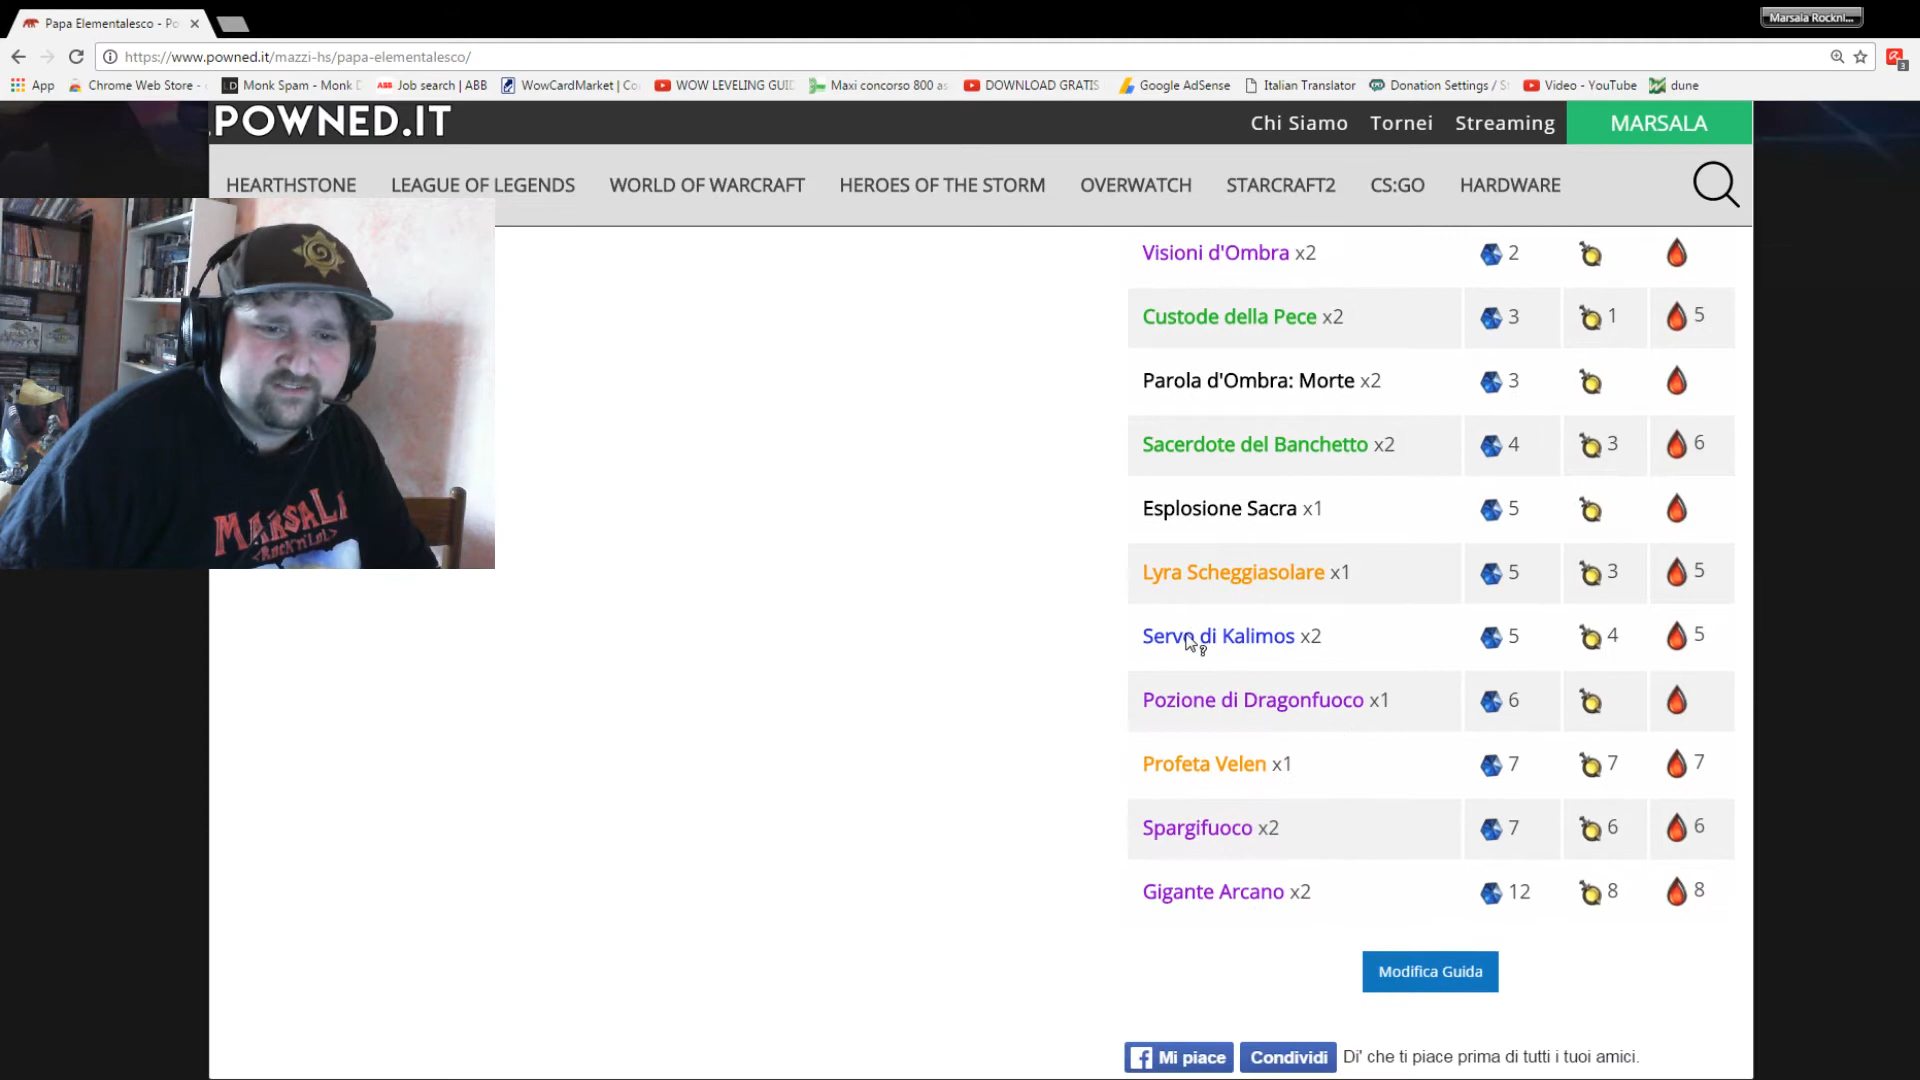 Papa Elementalesco - Po
Marsala Rockni...
https://www.powned.it/mazzi-hs/papa-elementalesco/
App
Chrome Web Store -
Monk Spam - Monk
Job search | ABB
WowCardMarket | Co
WOW LEVELING GUID
Maxi concorso 800 as
DOWNLOAD GRATIS
Google AdSense
Italian Translator
Donation Settings / S
Video - YouTube
dune
POWNED.IT
Chi Siamo
Tornei
Streaming
MARSALA
HEARTHSTONE
LEAGUE OF LEGENDS
WORLD OF WARCRAFT
HEROES OF THE STORM
OVERWATCH
STARCRAFT2
CS:GO
HARDWARE
Visioni d'Ombra x2 2
Custode della Pece x2 3 1 5
Parola d'Ombra: Morte x2 3
Sacerdote del Banchetto x2 4 3 6
Esplosione Sacra x1 5
Lyra Scheggiasolare x1 5 3 5
Servo di Kalimos x2 5 4 5
Pozione di Dragonfuoco x1 6
Profeta Velen x1 7 7 7
Spargifuoco x2 7 6 6
Gigante Arcano x2 12 8 8
Modifica Guida
Mi piace
Condividi
Di' che ti piace prima di tutti i tuoi amici.
MARSALA
<Rock'n'Lol>